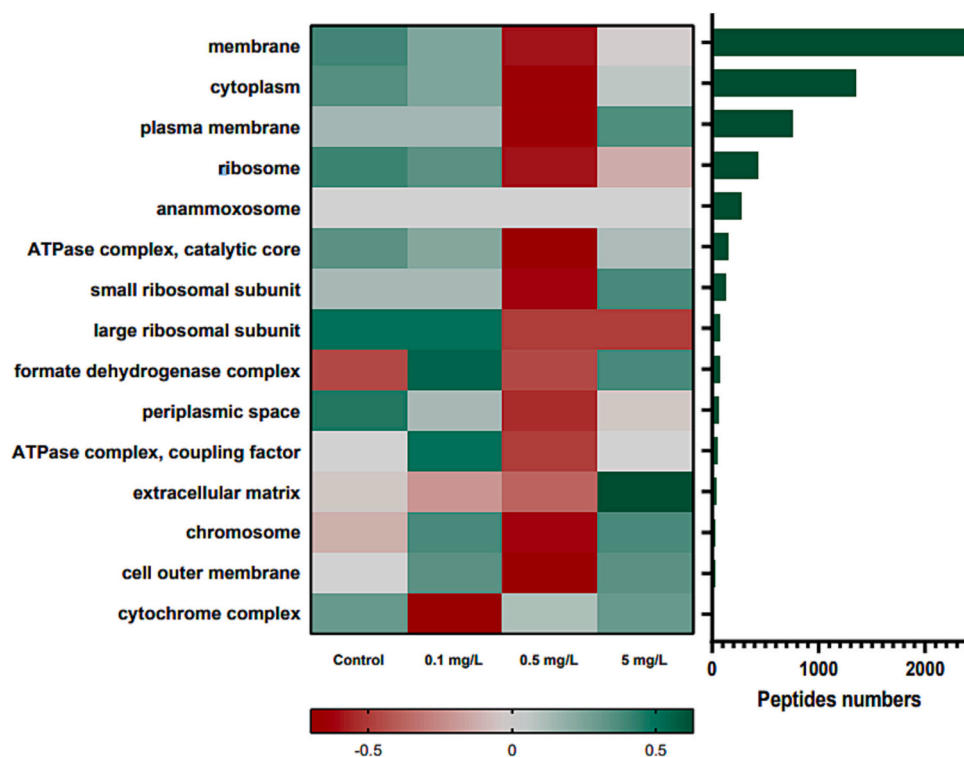 membrane
cytoplasm
plasma membrane
ribosome
anammoxosome
ATPase complex, catalytic core
small ribosomal subunit
large ribosomal subunit
formate dehydrogenase complex
periplasmic space
ATPase complex, coupling factor
extracellular matrix
chromosome
cell outer membrane
cytochrome complex
Control 0.1 mg/L 0.5 mg/L 5 mg/L
0 1000 2000
Peptides numbers
-0.5 0 0.5